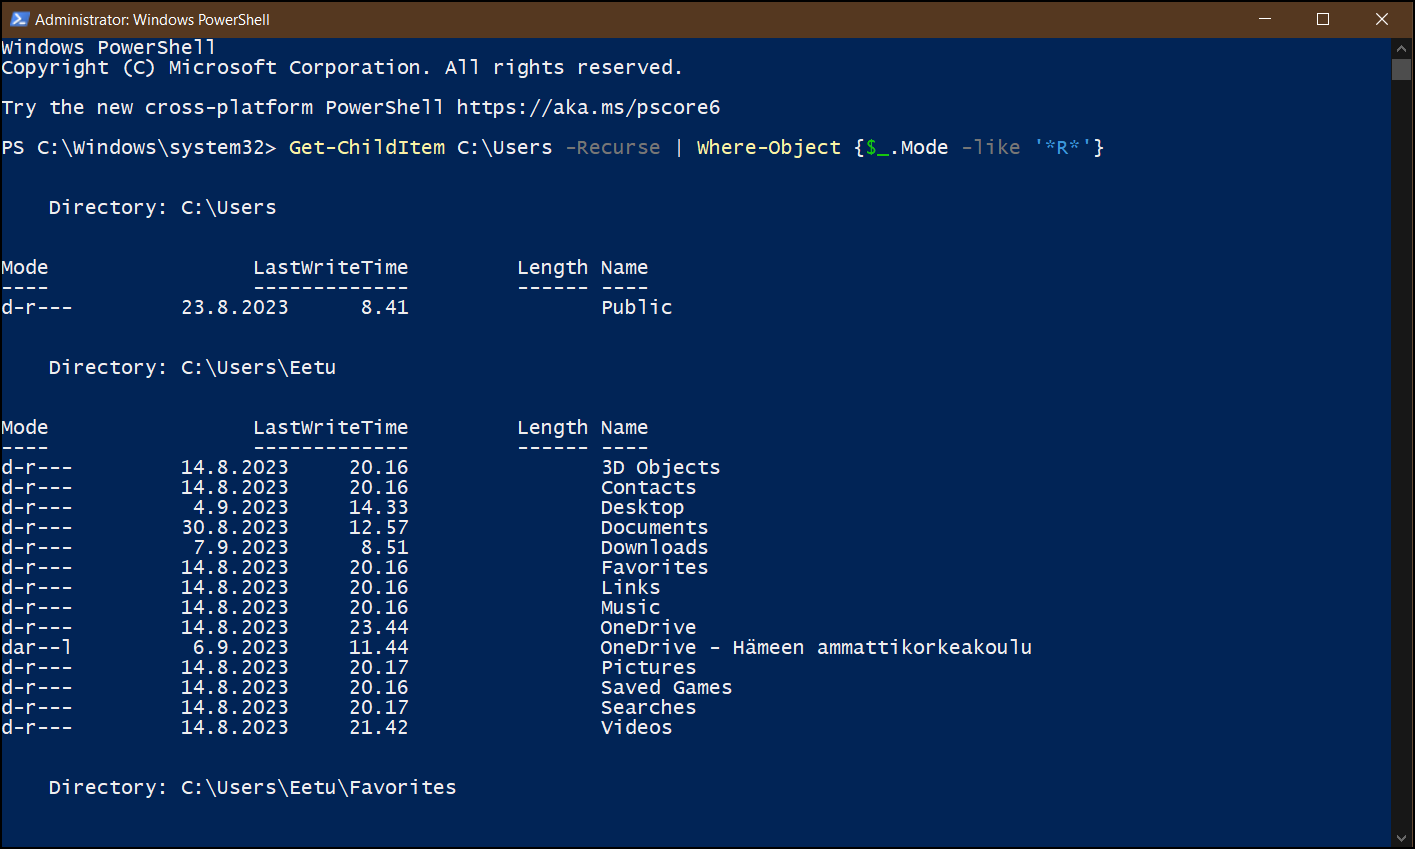 Administrator: Windows PowerShell
Windows PowerShell
Copyright (C) Microsoft Corporation. All rights reserved.
Try the new cross-platform PowerShell https://aka.ms/pscore6
PS C:\Windows\system32> Get-ChildItem C:\Users -Recurse | Where-Object {$_.Mode -like '*R*'}
    Directory: C:\Users
Mode                 LastWriteTime         Length Name
----                 -------------         ------ ----
d-r---         23.8.2023      8.41                Public
    Directory: C:\Users\Eetu
Mode                 LastWriteTime         Length Name
----                 -------------         ------ ----
d-r---         14.8.2023     20.16                3D Objects
d-r---         14.8.2023     20.16                Contacts
d-r---          4.9.2023     14.33                Desktop
d-r---         30.8.2023     12.57                Documents
d-r---          7.9.2023      8.51                Downloads
d-r---         14.8.2023     20.16                Favorites
d-r---         14.8.2023     20.16                Links
d-r---         14.8.2023     20.16                Music
d-r---         14.8.2023     23.44                OneDrive
dar--l          6.9.2023     11.44                OneDrive - Hämeen ammattikorkeakoulu
d-r---         14.8.2023     20.17                Pictures
d-r---         14.8.2023     20.16                Saved Games
d-r---         14.8.2023     20.17                Searches
d-r---         14.8.2023     21.42                Videos
    Directory: C:\Users\Eetu\Favorites